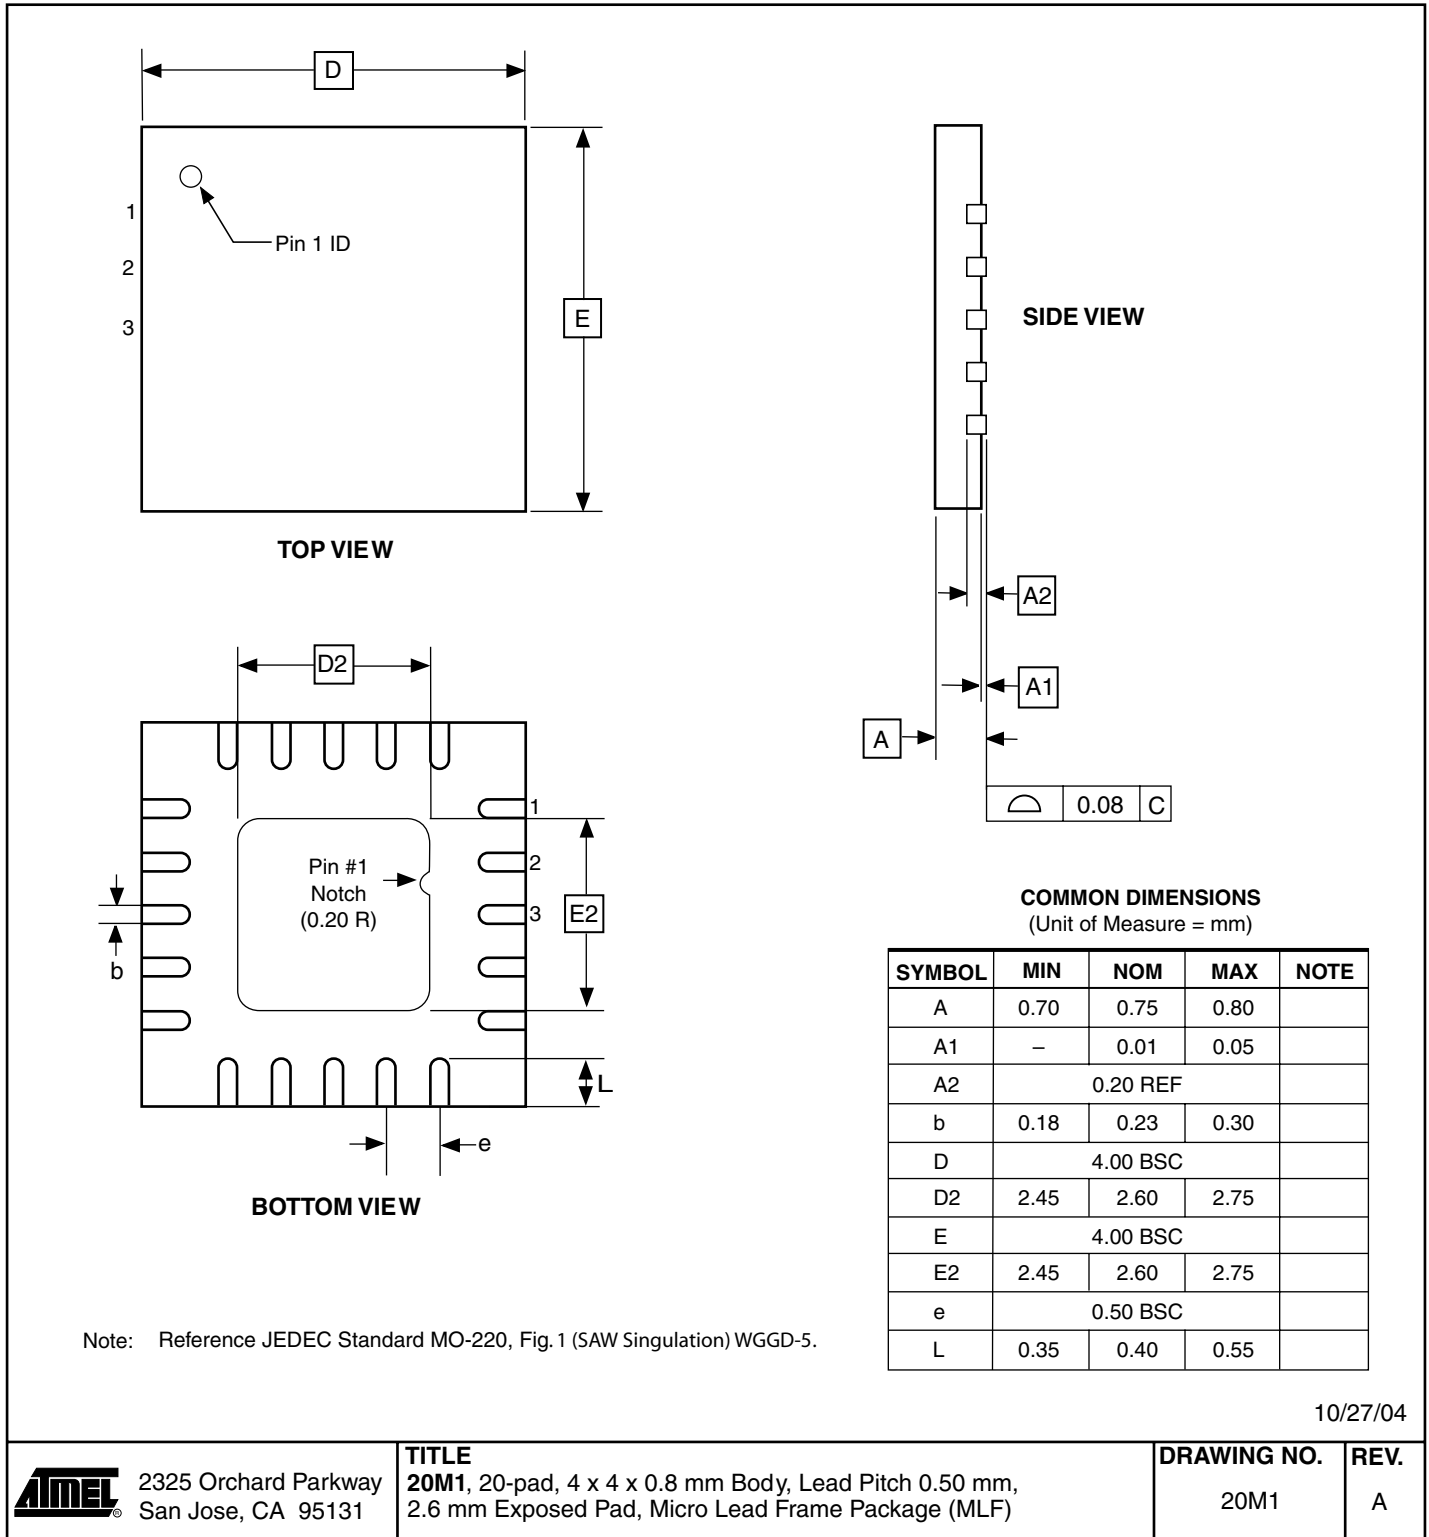 D
1
2
3
Pin 1 ID
E
TOP VIEW
SIDE VIEW
A2
A1
A
0.08 C
D2
1
2
3
Pin #1
Notch
(0.20 R)
E2
b
L
e
BOTTOM VIEW
COMMON DIMENSIONS
(Unit of Measure = mm)
SYMBOL MIN NOM MAX NOTE
A 0.70 0.75 0.80
A1 – 0.01 0.05
A2 0.20 REF
b 0.18 0.23 0.30
D 4.00 BSC
D2 2.45 2.60 2.75
E 4.00 BSC
E2 2.45 2.60 2.75
e 0.50 BSC
L 0.35 0.40 0.55
Note: Reference JEDEC Standard MO-220, Fig. 1 (SAW Singulation) WGGD-5.
10/27/04
ATMEL ®
2325 Orchard Parkway
San Jose, CA 95131
TITLE
20M1, 20-pad, 4 x 4 x 0.8 mm Body, Lead Pitch 0.50 mm,
2.6 mm Exposed Pad, Micro Lead Frame Package (MLF)
DRAWING NO.
20M1
REV.
A